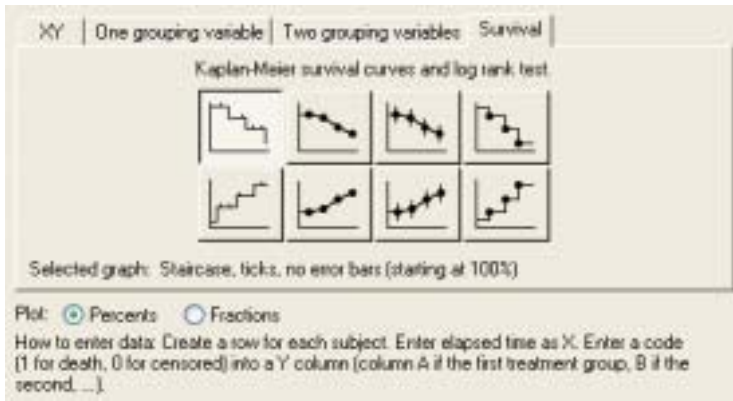 XY One grouping variable Two grouping variables Survival
Kaplan-Meier survival curves and log rank test.
Selected graph: Staircase, ticks, no error bars (starting at 100%)
Plot: Percents Fractions
How to enter data: Create a row for each subject. Enter elapsed time as X. Enter a code
(1 for death, 0 for censored) into a Y column (column A if the first treatment group, B if the
second, ...).